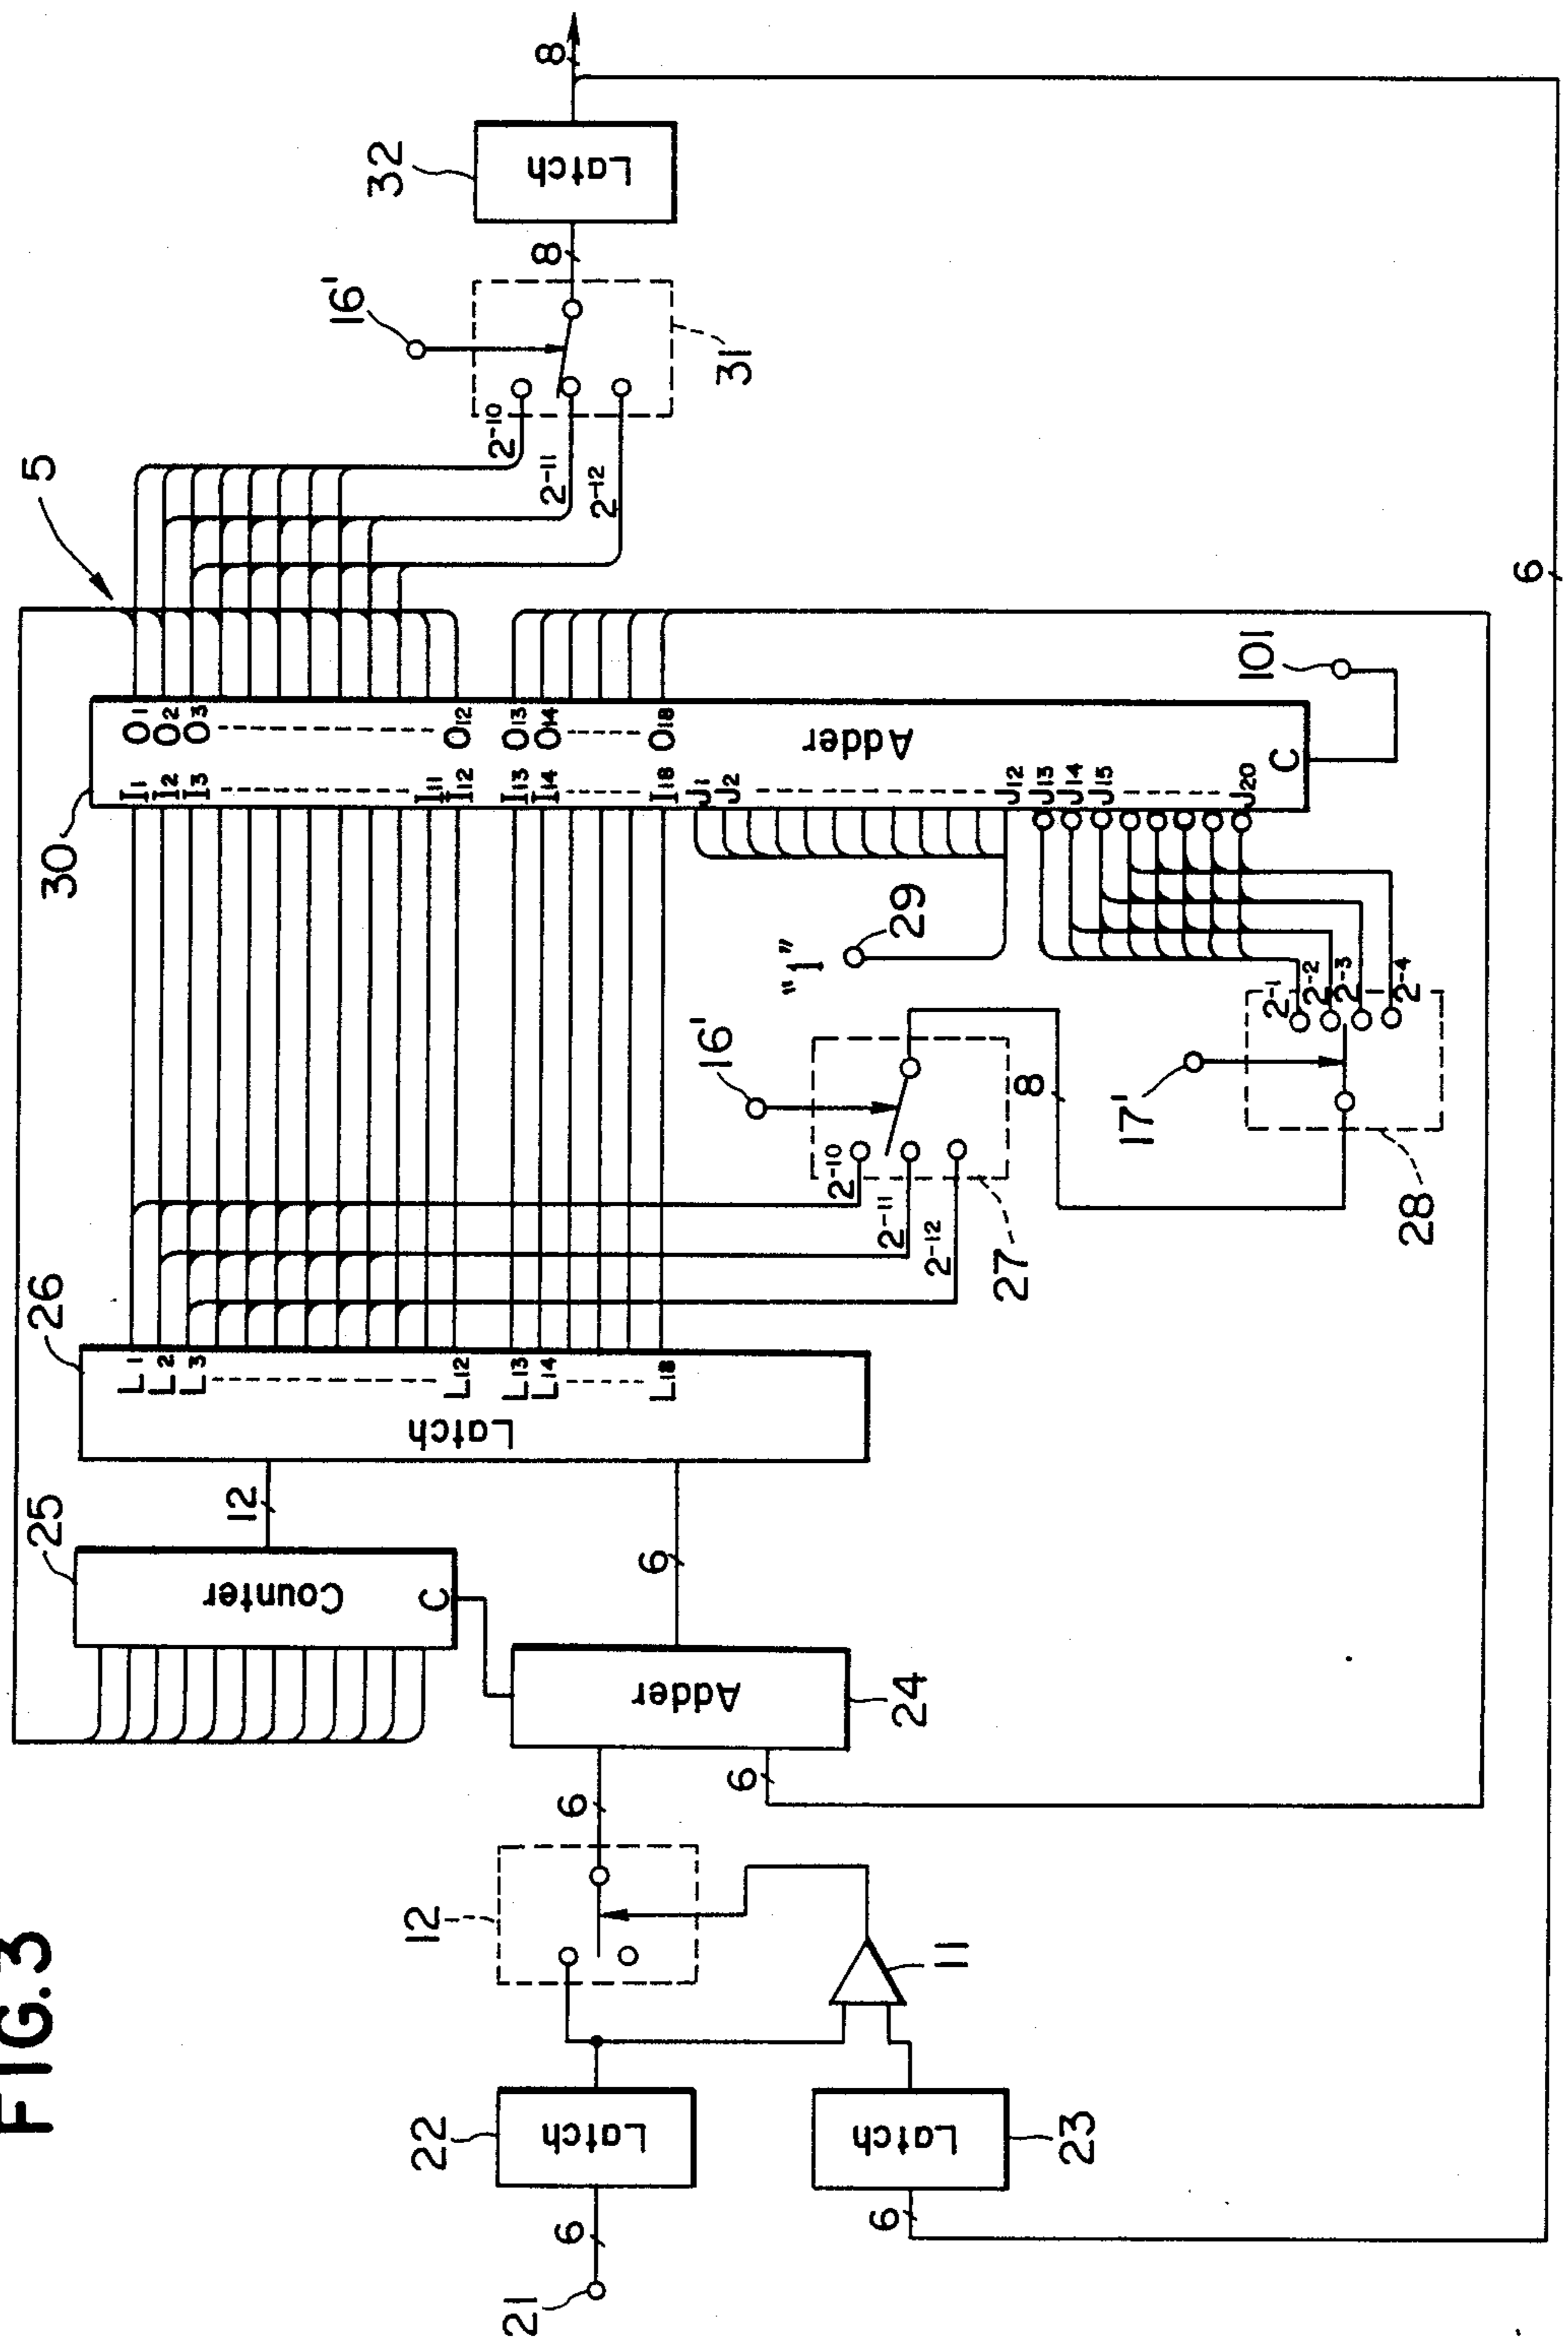 FIG.3
21
6
22
Latch
23
Latch
6
11
12
6
6
24
Adder
25
Counter
C
12
6
26
Latch
L1
L2
L3
L12
L13
L14
L18
2-10
2-11
2-12
27
16'
8
17'
28
2-1
2-2
2-3
2-4
"1"
29
30
I1
I2
I3
I11
I12
I13
I14
I18
J1
J2
J12
J13
J14
J15
J20
O1
O2
O3
O12
O13
O14
O18
Adder
C
101
5
2-10
2-11
2-12
16'
31
8
32
Latch
8
6